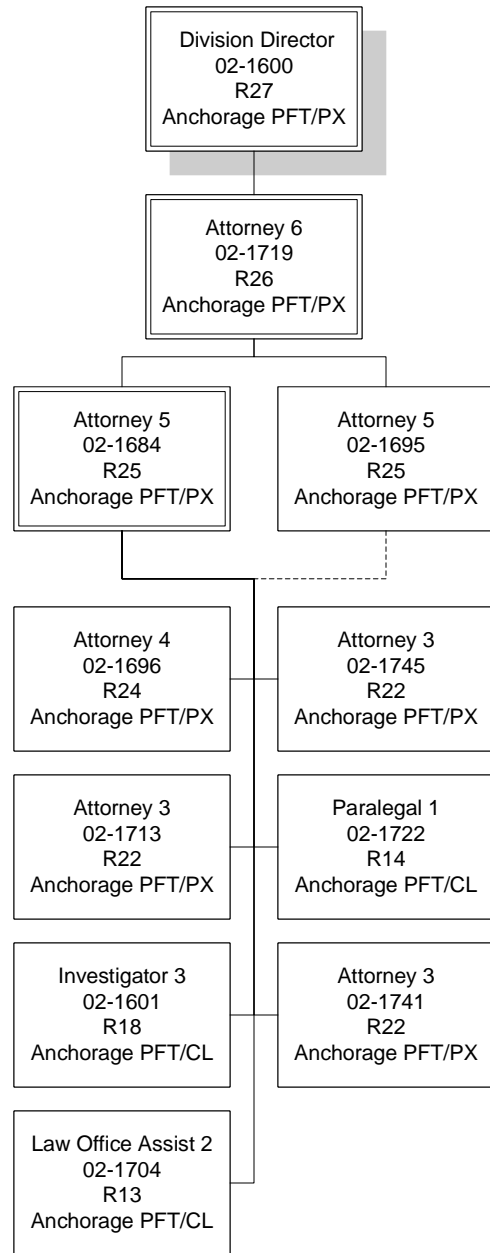 Division Director
02-1600
R27
Anchorage PFT/PX
Attorney 6
02-1719
R26
Anchorage PFT/PX
Attorney 5
02-1684
R25
Anchorage PFT/PX
Attorney 5
02-1695
R25
Anchorage PFT/PX
Attorney 4
02-1696
R24
Anchorage PFT/PX
Attorney 3
02-1745
R22
Anchorage PFT/PX
Attorney 3
02-1713
R22
Anchorage PFT/PX
Paralegal 1
02-1722
R14
Anchorage PFT/CL
Investigator 3
02-1601
R18
Anchorage PFT/CL
Attorney 3
02-1741
R22
Anchorage PFT/PX
Law Office Assist 2
02-1704
R13
Anchorage PFT/CL